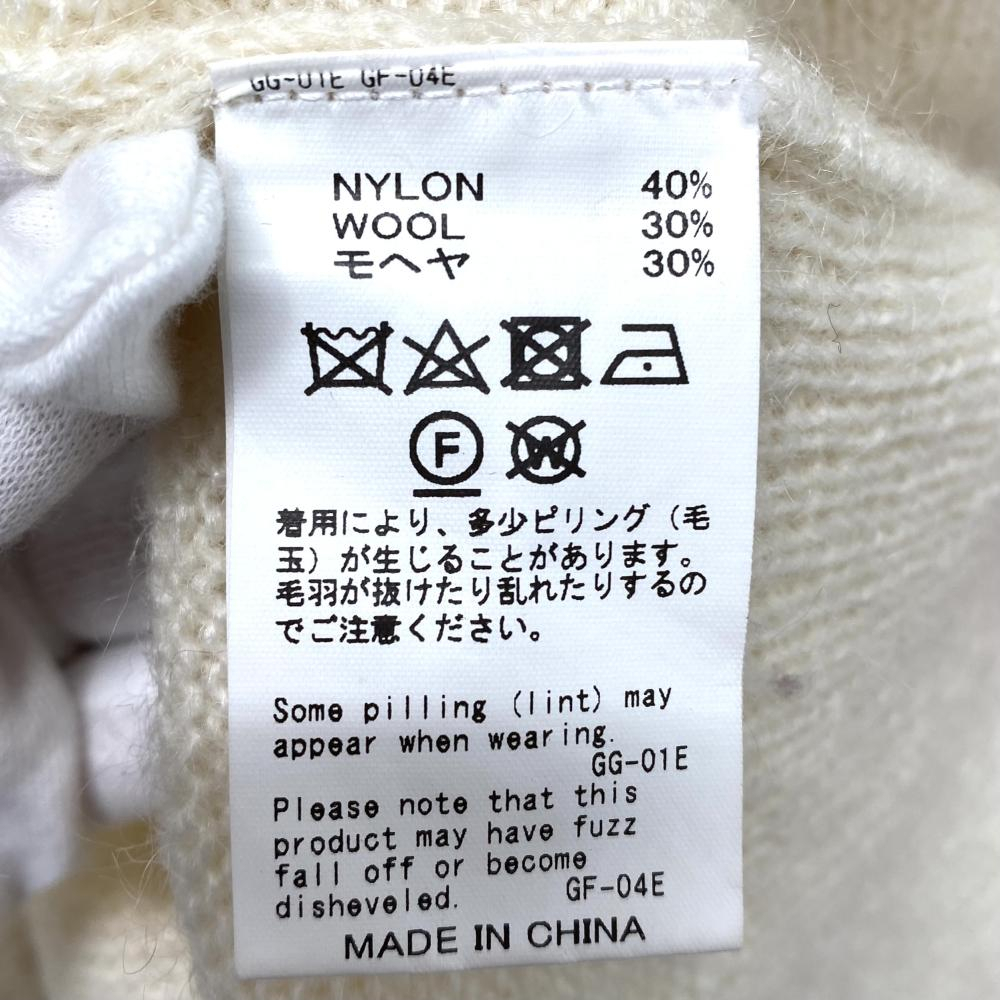 GG-01E GF-04E
NYLON 40%
WOOL 30%
モヘヤ 30%
F W
着用により、多少ピリング（毛
玉）が生じることがあります。
毛羽が抜けたり乱れたりするの
でご注意ください。
Some pilling (lint) may
appear when wearing.
GG-01E
Please note that this
product may have fuzz
fall off or become
disheveled. GF-04E
MADE IN CHINA